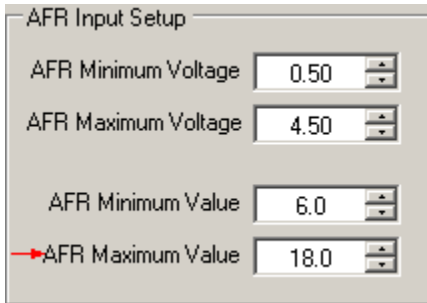 AFR Input Setup
AFR Minimum Voltage 0.50
AFR Maximum Voltage 4.50
AFR Minimum Value 6.0
AFR Maximum Value 18.0